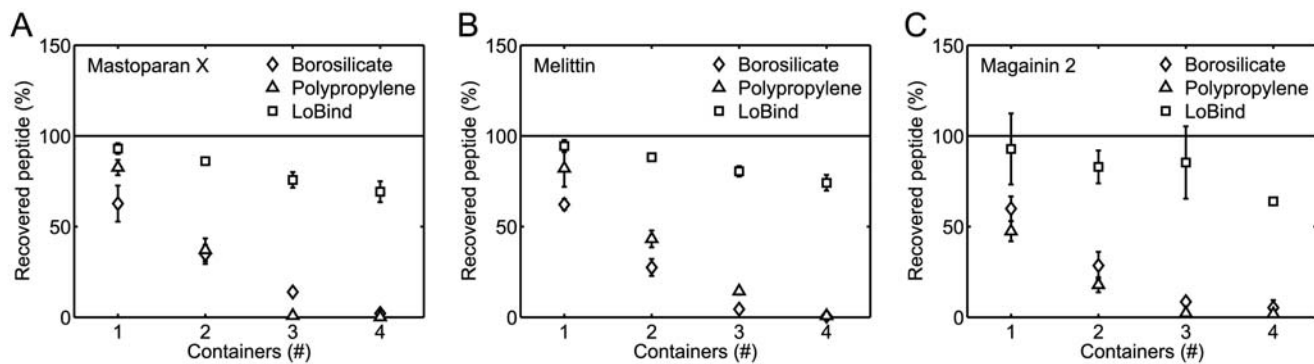 A
Recovered peptide (%)
150
100
50
0
Mastoparan X
Borosilicate
Polypropylene
LoBind
1 2 3 4
Containers (#)
B
Recovered peptide (%)
150
100
50
0
Melittin
Borosilicate
Polypropylene
LoBind
1 2 3 4
Containers (#)
C
Recovered peptide (%)
150
100
50
0
Magainin 2
Borosilicate
Polypropylene
LoBind
1 2 3 4
Containers (#)